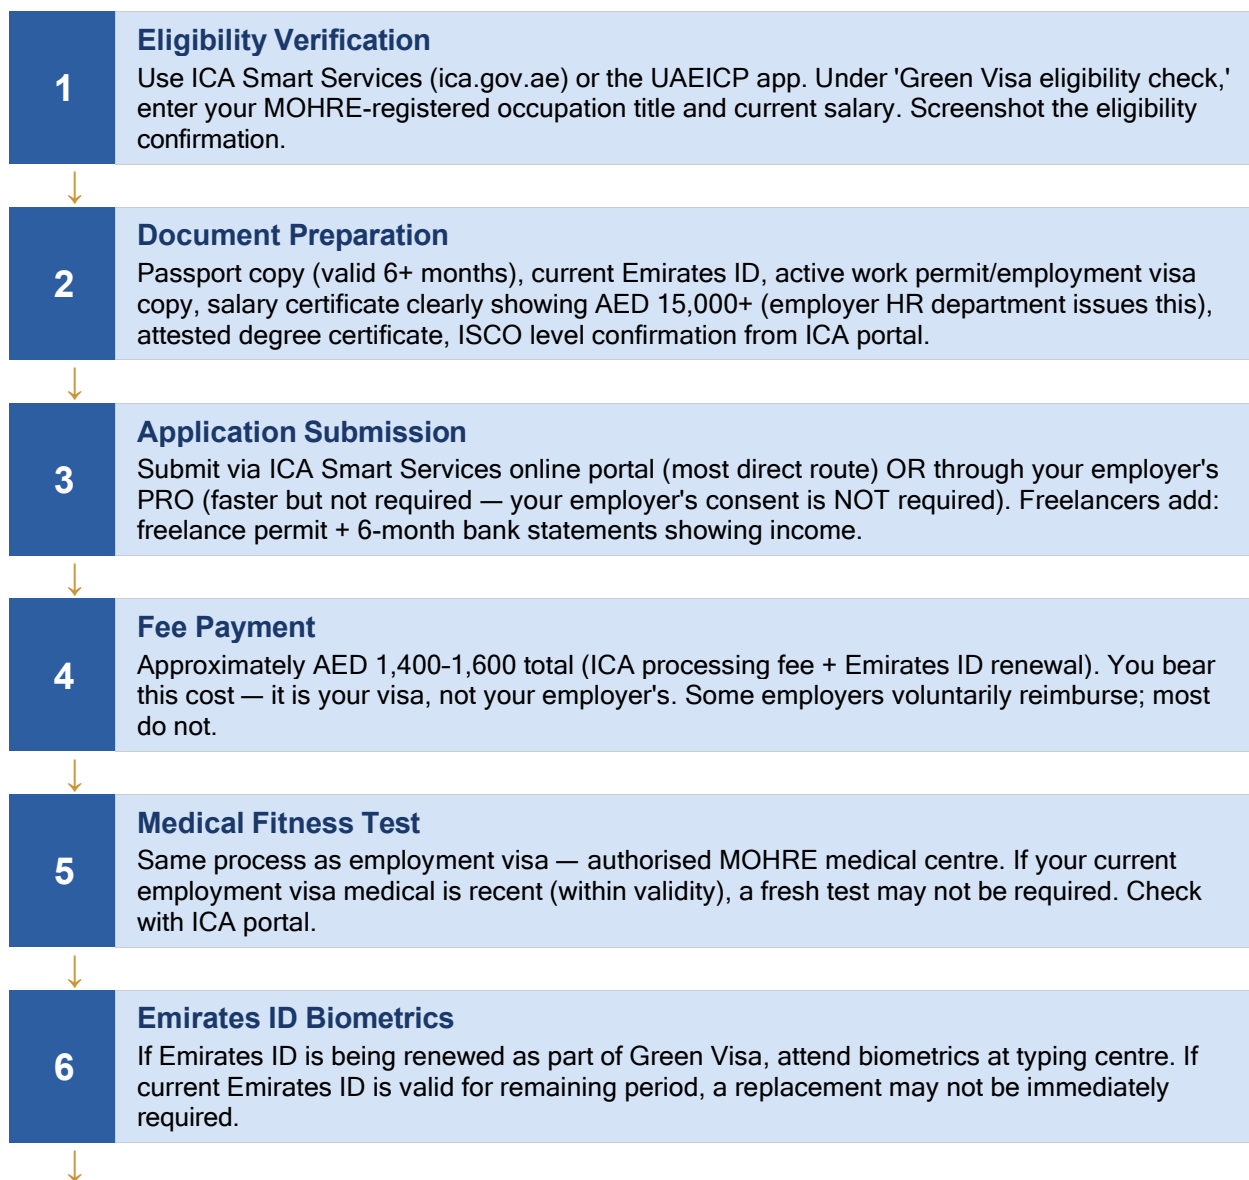 1
Eligibility Verification
Use ICA Smart Services (ica.gov.ae) or the UAEICP app. Under 'Green Visa eligibility check,'
enter your MOHRE-registered occupation title and current salary. Screenshot the eligibility
confirmation.
↓
2
Document Preparation
Passport copy (valid 6+ months), current Emirates ID, active work permit/employment visa
copy, salary certificate clearly showing AED 15,000+ (employer HR department issues this),
attested degree certificate, ISCO level confirmation from ICA portal.
↓
3
Application Submission
Submit via ICA Smart Services online portal (most direct route) OR through your employer's
PRO (faster but not required — your employer's consent is NOT required). Freelancers add:
freelance permit + 6-month bank statements showing income.
↓
4
Fee Payment
Approximately AED 1,400–1,600 total (ICA processing fee + Emirates ID renewal). You bear
this cost — it is your visa, not your employer's. Some employers voluntarily reimburse; most
do not.
↓
5
Medical Fitness Test
Same process as employment visa — authorised MOHRE medical centre. If your current
employment visa medical is recent (within validity), a fresh test may not be required. Check
with ICA portal.
↓
6
Emirates ID Biometrics
If Emirates ID is being renewed as part of Green Visa, attend biometrics at typing centre. If
current Emirates ID is valid for remaining period, a replacement may not be immediately
required.
↓